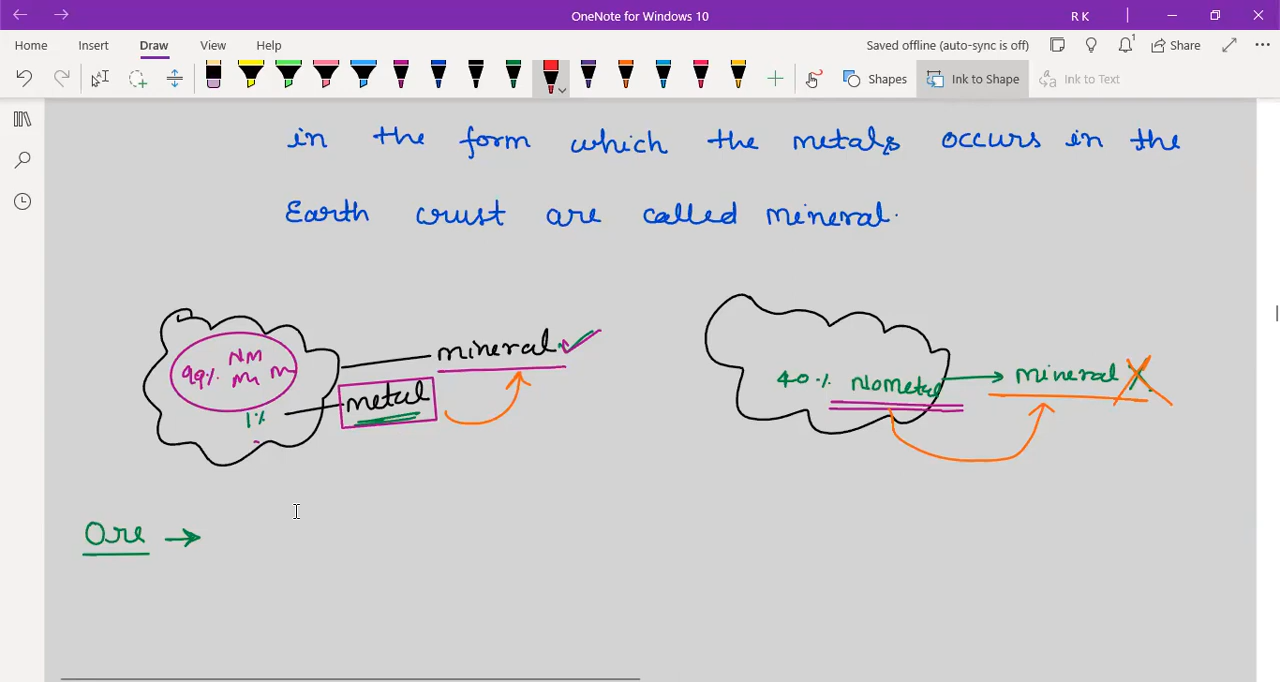 OneNote for Windows 10
R K
Home Insert Draw View Help
Saved offline (auto-sync is off)
1
Share
Shapes
Ink to Shape
Ink to Text
in the form which the metals occurs in the
Earth crust are called mineral.
99% NM
M M
1%
metal
mineral
40% Nometal
mineral
Ore →